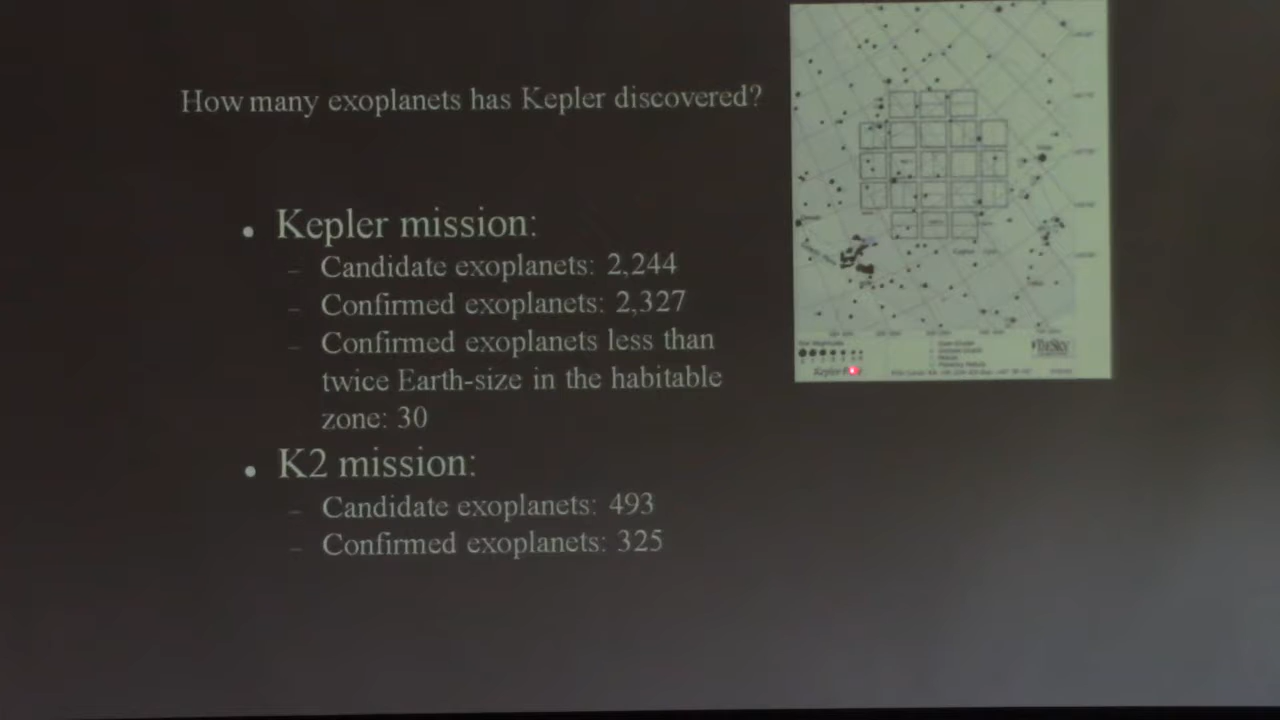 How many exoplanets has Kepler discovered?
• Kepler mission:
– Candidate exoplanets: 2,244
– Confirmed exoplanets: 2,327
– Confirmed exoplanets less than
twice Earth-size in the habitable
zone: 30
• K2 mission:
– Candidate exoplanets: 493
– Confirmed exoplanets: 325
Kepler